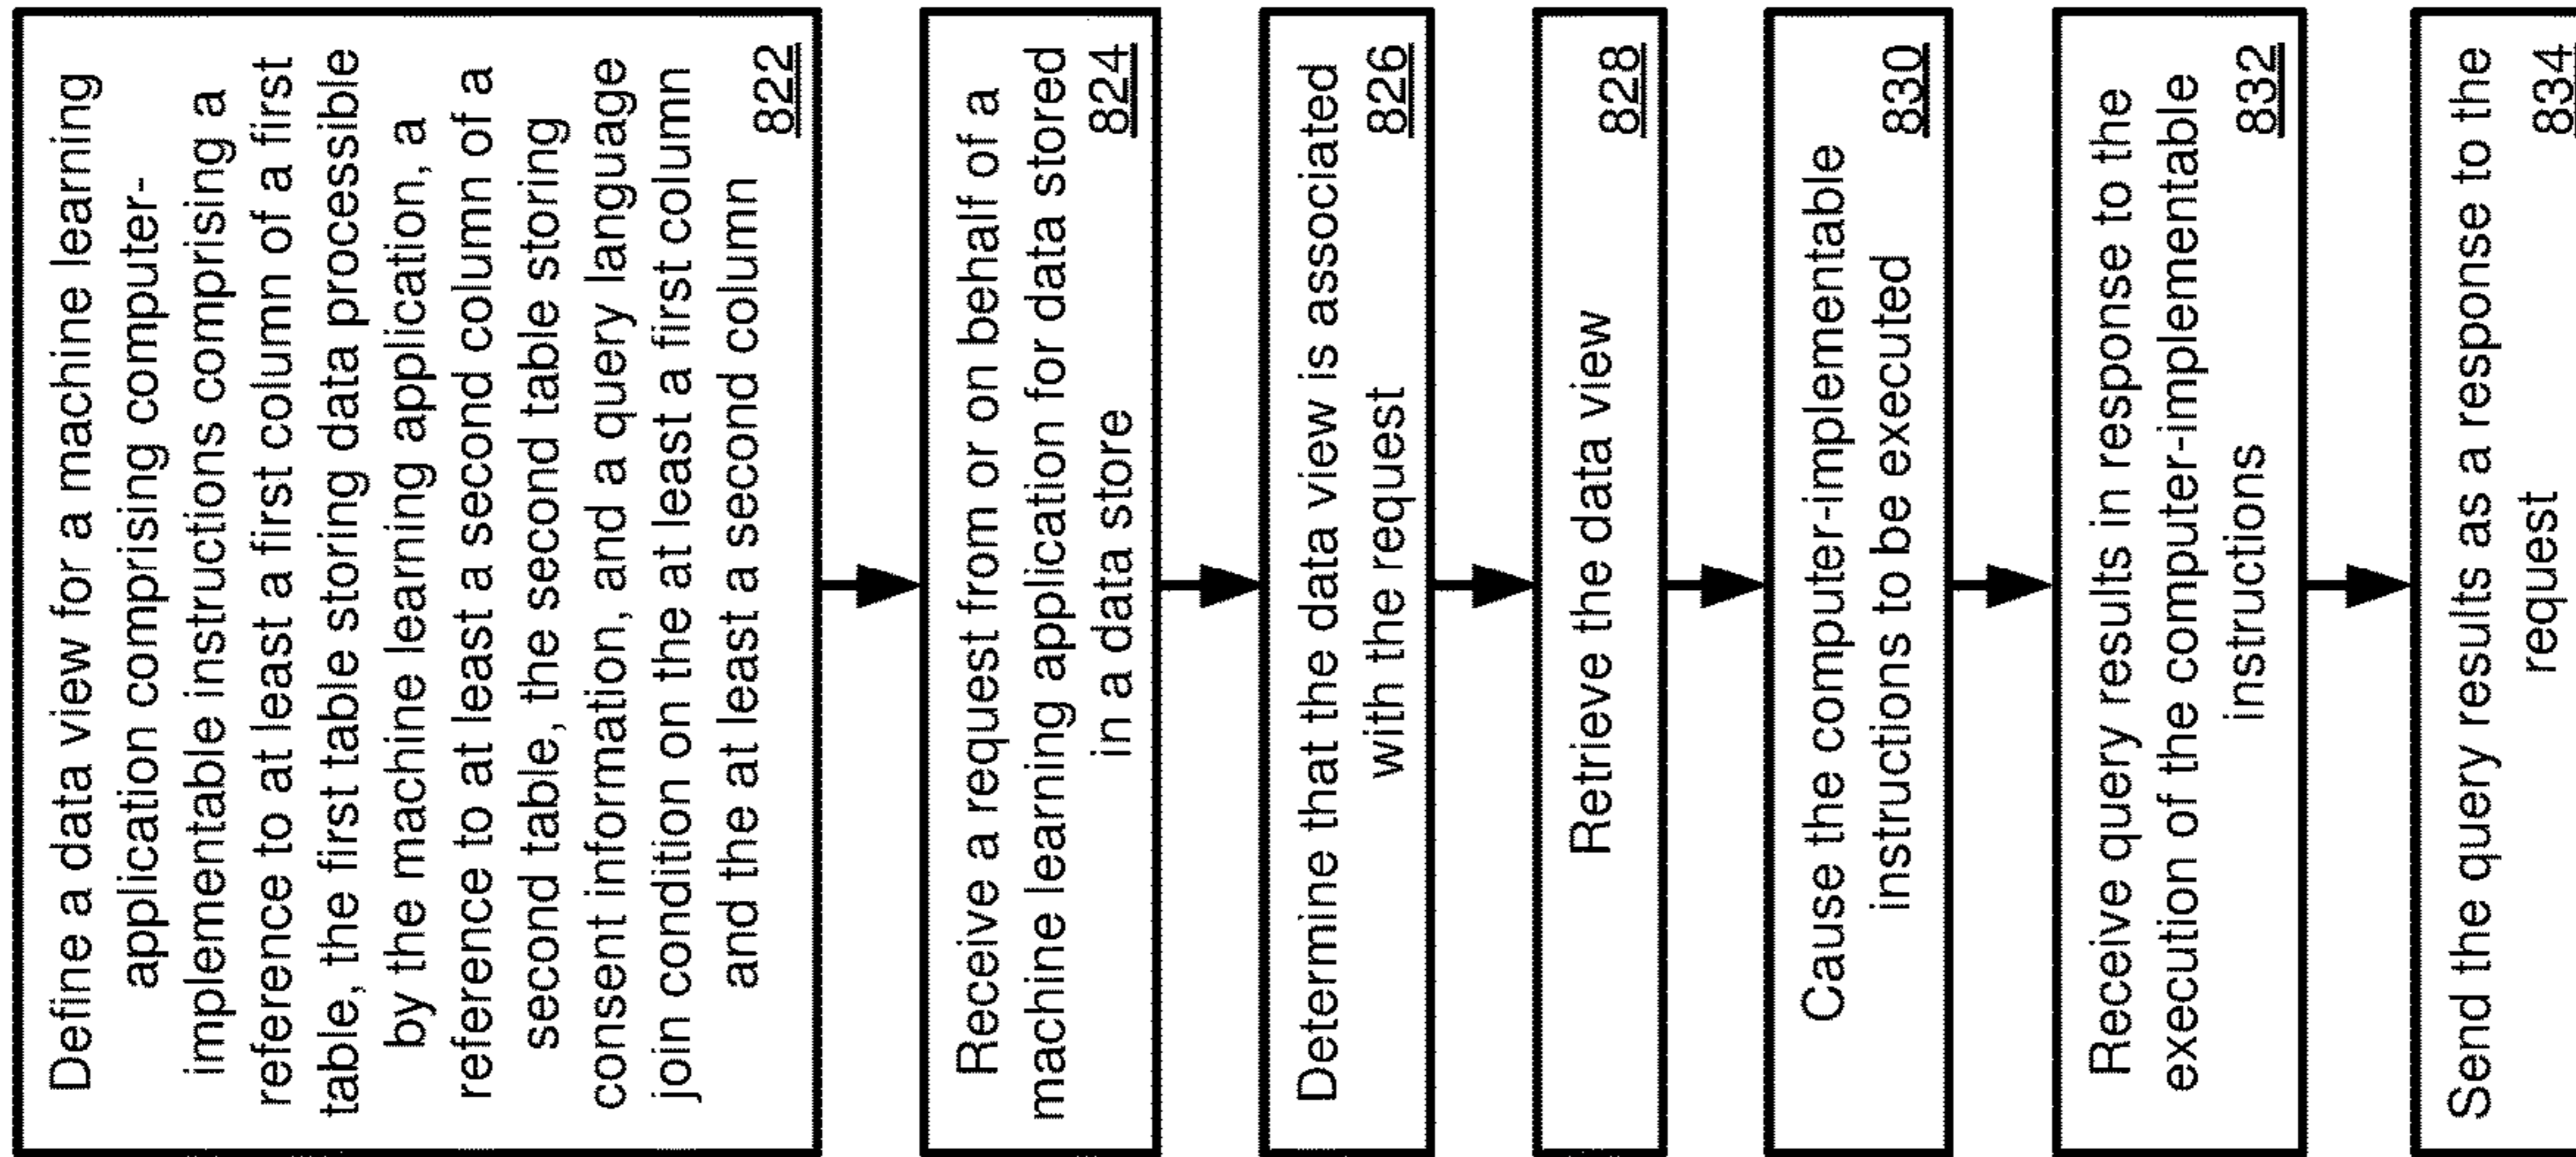 Define a data view for a machine learning
application comprising computer-
implementable instructions comprising a
reference to at least a first column of a first
table, the first table storing data processible
by the machine learning application, a
reference to at least a second column of a
second table, the second table storing
consent information, and a query language
join condition on the at least a first column
and the at least a second column
822
Receive a request from or on behalf of a
machine learning application for data stored
in a data store
824
Determine that the data view is associated
with the request
826
Retrieve the data view
828
Cause the computer-implementable
instructions to be executed
830
Receive query results in response to the
execution of the computer-implementable
instructions
832
Send the query results as a response to the
request
834